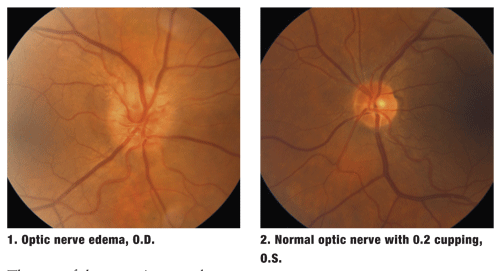 1. Optic nerve edema, O.D.
2. Normal optic nerve with 0.2 cupping,
O.S.